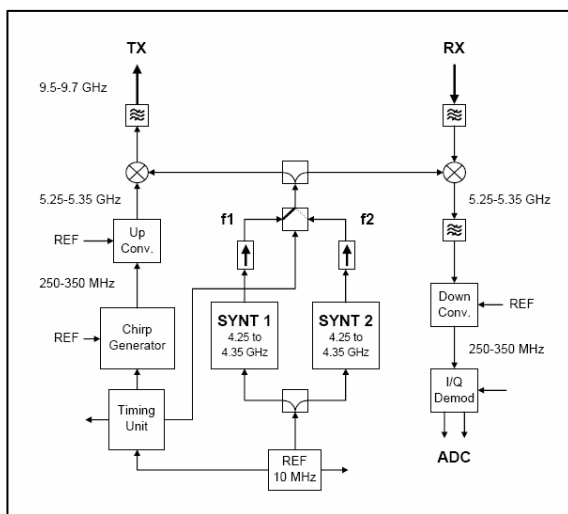 TX
RX
9.5-9.7 GHz
5.25-5.35 GHz
5.25-5.35 GHz
f1
f2
REF
Up
Conv.
250-350 MHz
REF
Chirp
Generator
SYNT 1
4.25 to
4.35 GHz
SYNT 2
4.25 to
4.35 GHz
Down
Conv.
REF
250-350 MHz
Timing
Unit
I/Q
Demod
REF
10 MHz
ADC